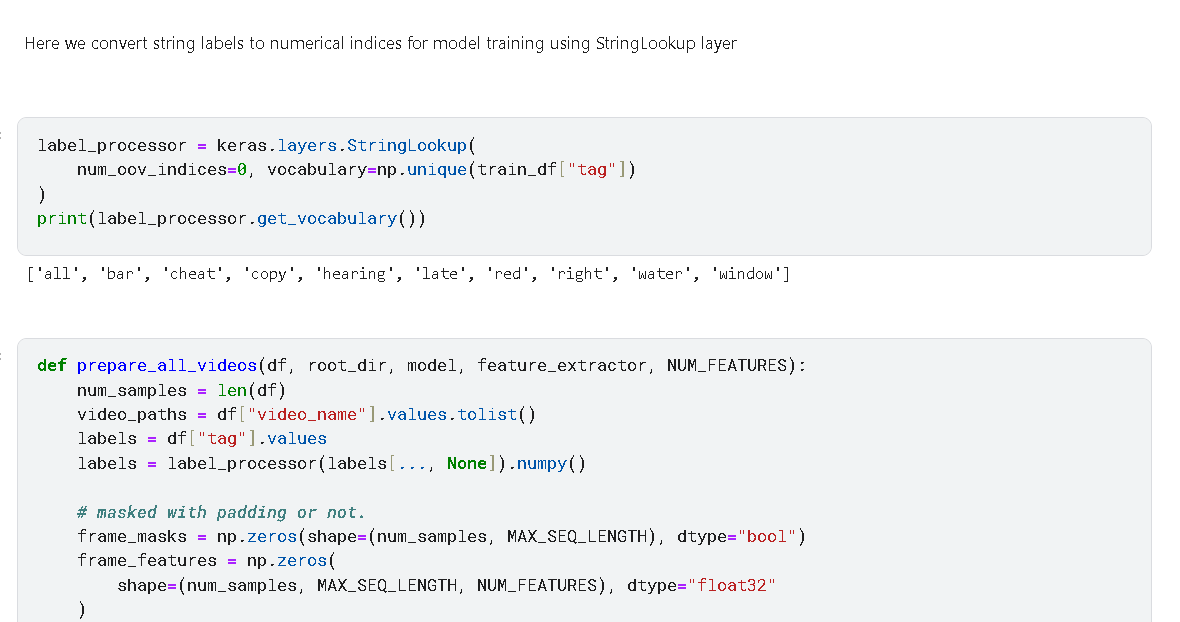 Here we convert string labels to numerical indices for model training using StringLookup layer
label_processor = keras.layers.StringLookup(
    num_oov_indices=0, vocabulary=np.unique(train_df["tag"])
)
print(label_processor.get_vocabulary())
['all', 'bar', 'cheat', 'copy', 'hearing', 'late', 'red', 'right', 'water', 'window']
def prepare_all_videos(df, root_dir, model, feature_extractor, NUM_FEATURES):
    num_samples = len(df)
    video_paths = df["video_name"].values.tolist()
    labels = df["tag"].values
    labels = label_processor(labels[..., None]).numpy()
    # masked with padding or not.
    frame_masks = np.zeros(shape=(num_samples, MAX_SEQ_LENGTH), dtype="bool")
    frame_features = np.zeros(
        shape=(num_samples, MAX_SEQ_LENGTH, NUM_FEATURES), dtype="float32"
    )